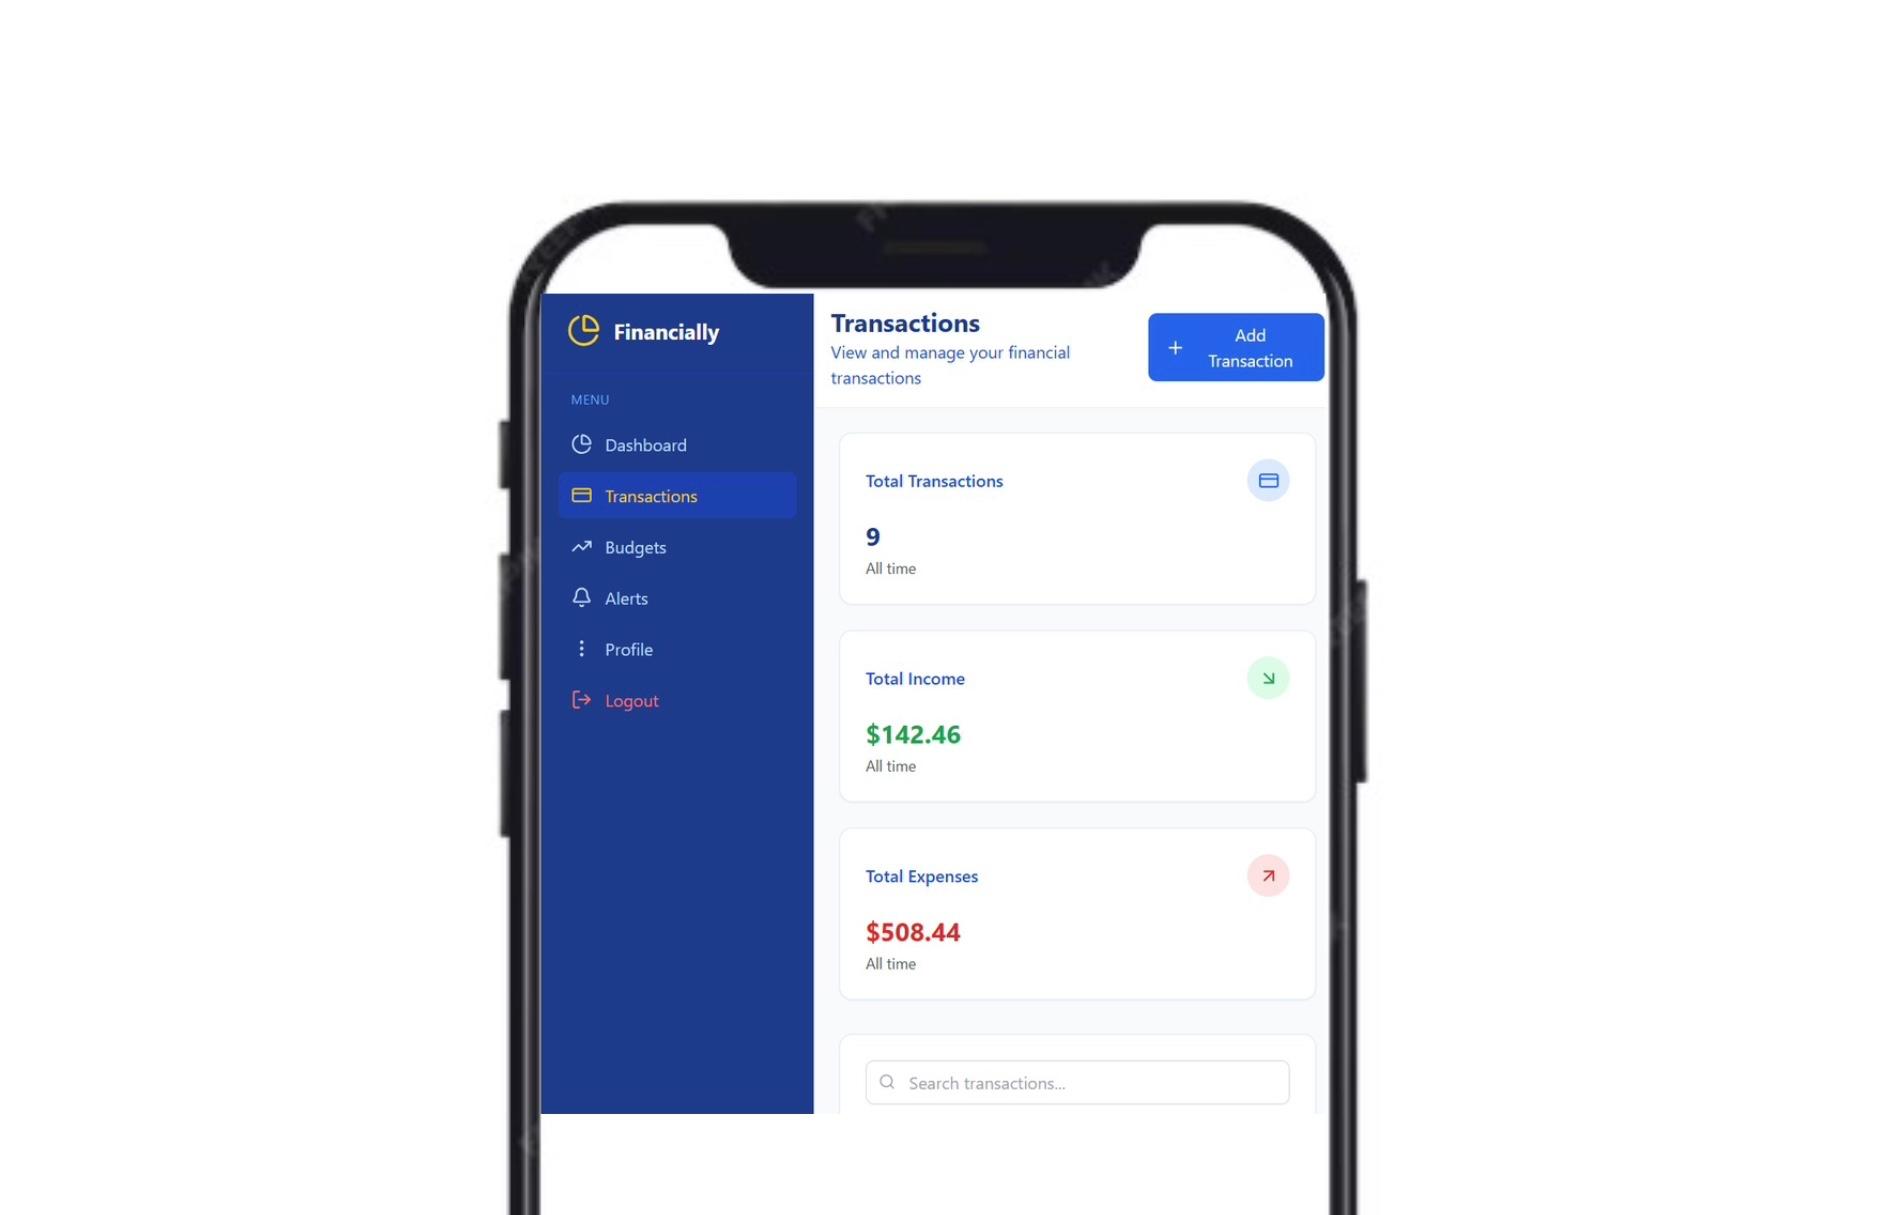 Financially
MENU
Dashboard
Transactions
Budgets
Alerts
Profile
Logout
Transactions
View and manage your financial
transactions
Add
Transaction
Total Transactions
9
All time
Total Income
$142.46
All time
Total Expenses
$508.44
All time
Search transactions...